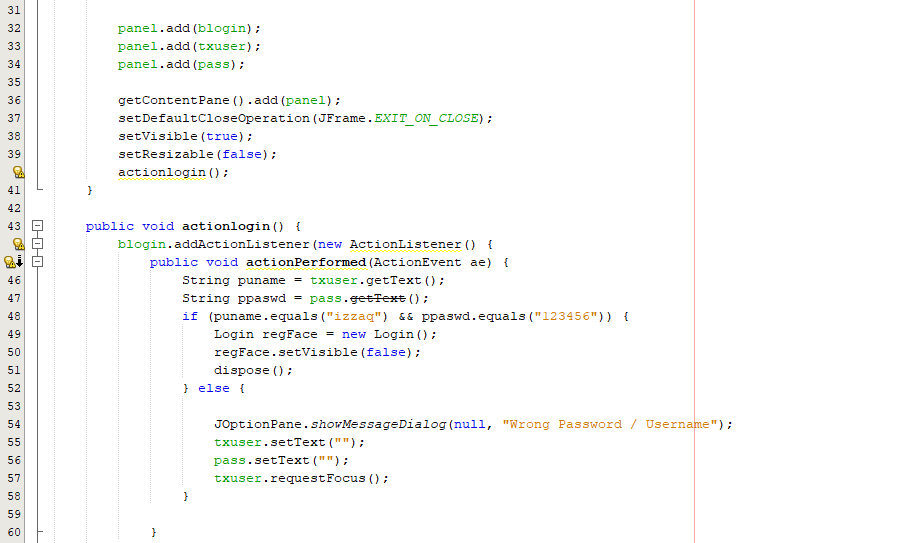 31
32 panel.add(blogin);
33 panel.add(txuser);
34 panel.add(pass);
35
36 getContentPane().add(panel);
37 setDefaultCloseOperation(JFrame.EXIT_ON_CLOSE);
38 setVisible(true);
39 setResizable(false);
actionlogin();
41 }
42
43 public void actionlogin() {
blogin.addActionListener(new ActionListener() {
public void actionPerformed(ActionEvent ae) {
46 String puname = txuser.getText();
47 String ppaswd = pass.getText();
48 if (puname.equals("izzaq") && ppaswd.equals("123456")) {
49 Login regFace = new Login();
50 regFace.setVisible(false);
51 dispose();
52 } else {
53
54 JOptionPane.showMessageDialog(null, "Wrong Password / Username");
55 txuser.setText("");
56 pass.setText("");
57 txuser.requestFocus();
58 }
59
60 }